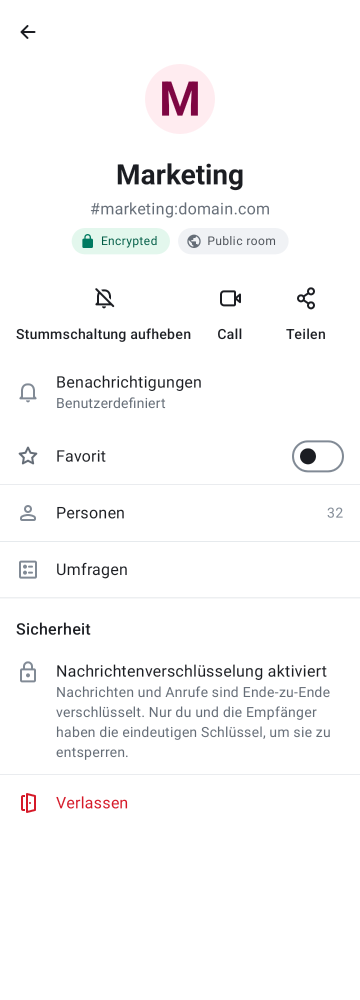 M
Marketing
#marketing:domain.com
Encrypted
Public room
Stummschaltung aufheben
Call
Teilen
Benachrichtigungen
Benutzerdefiniert
Favorit
Personen
32
Umfragen
Sicherheit
Nachrichtenverschlüsselung aktiviert
Nachrichten und Anrufe sind Ende-zu-Ende
verschlüsselt. Nur du und die Empfänger
haben die eindeutigen Schlüssel, um sie zu
entsperren.
Verlassen